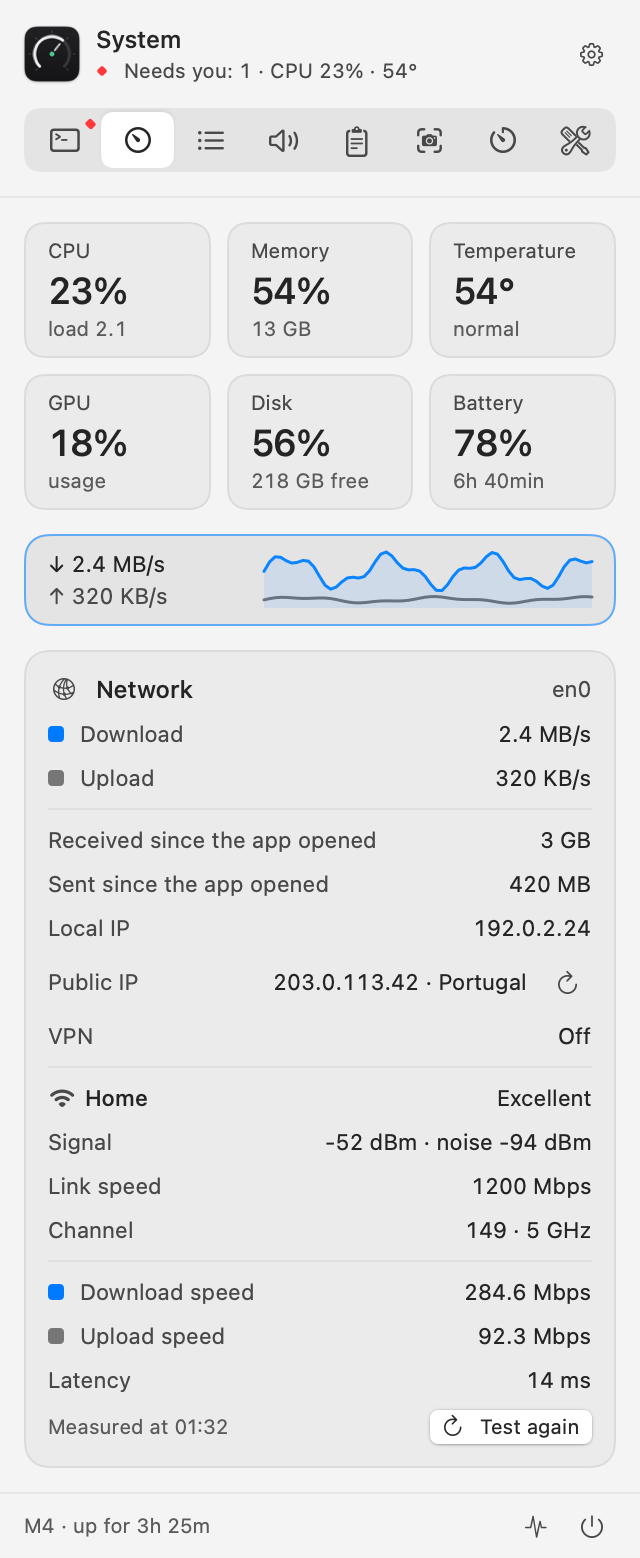 System
Needs you: 1 · CPU 23% · 54°
CPU
23%
load 2.1
Memory
54%
13 GB
Temperature
54°
normal
GPU
18%
usage
Disk
56%
218 GB free
Battery
78%
6h 40min
↓ 2.4 MB/s
↑ 320 KB/s
Network en0
Download 2.4 MB/s
Upload 320 KB/s
Received since the app opened 3 GB
Sent since the app opened 420 MB
Local IP 192.0.2.24
Public IP 203.0.113.42 · Portugal
VPN Off
Home Excellent
Signal -52 dBm · noise -94 dBm
Link speed 1200 Mbps
Channel 149 · 5 GHz
Download speed 284.6 Mbps
Upload speed 92.3 Mbps
Latency 14 ms
Measured at 01:32 Test again
M4 · up for 3h 25m